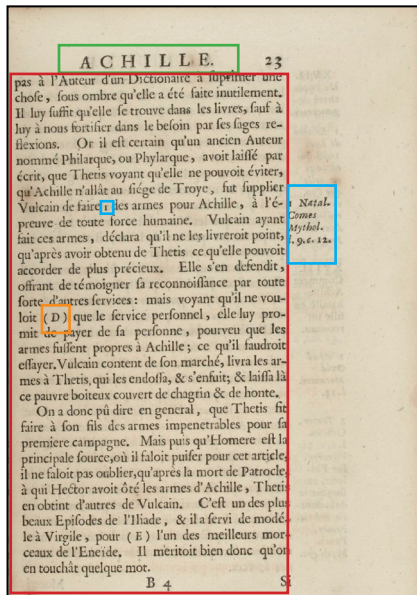 ACHILLE. 23
pas à l'Auteur d'un Dictionaire à suprimer une
chose, sous ombre qu'elle a été faite inutilement.
Il luy suffit qu'elle se trouve dans les livres, sauf à
luy à nous fortifier dans le besoin par ses sages re-
flexions. Or il est certain qu'un ancien Auteur
nommé Philarque, ou Phylarque, avoit laissé par
écrit, que Thetis voyant qu'elle ne pouvoit éviter,
qu'Achille n'allât au siége de Troye, fut supplier
Vulcain de faire 1 des armes pour Achille, à l'é-
preuve de toute force humaine. Vulcain ayant
fait ces armes, déclara qu'il ne les livreroit point,
qu'après avoir obtenu de Thetis ce qu'elle pouvoit
accorder de plus précieux. Elle s'en defendit,
offrant de témoigner sa reconnoissance par toute
sorte d'autres services: mais voyant qu'il ne vou-
loit (D) que le service personnel, elle luy pro-
mit de payer de sa personne, pourveu que les
armes fussent propres à Achille; ce qu'il faudroit
essayer. Vulcain content de son marché, livra les ar-
mes à Thetis, qui les endossa, & s'enfuit; & laissa là
ce pauvre boiteux couvert de chagrin & de honte.
On a donc pû dire en general, que Thetis fit
faire à son fils des armes impenetrables pour sa
premiere campagne. Mais puis qu'Homere est la
principale source, où il faloit puiser pour cet article,
il ne faloit pas oublier, qu'après la mort de Patrocle,
à qui Hector avoit ôté les armes d'Achille, Thetis
en obtint d'autres de Vulcain. C'est un des plus
beaux Episodes de l'Iliade, & il a servi de modé-
le à Virgile, pour (E) l'un des meilleurs mor-
ceaux de l'Eneïde. Il méritoit bien donc qu'on
en touchât quelque mot.
B 4 Si
1 Natal.
Comes
Mythol.
l. 9. c. 12.